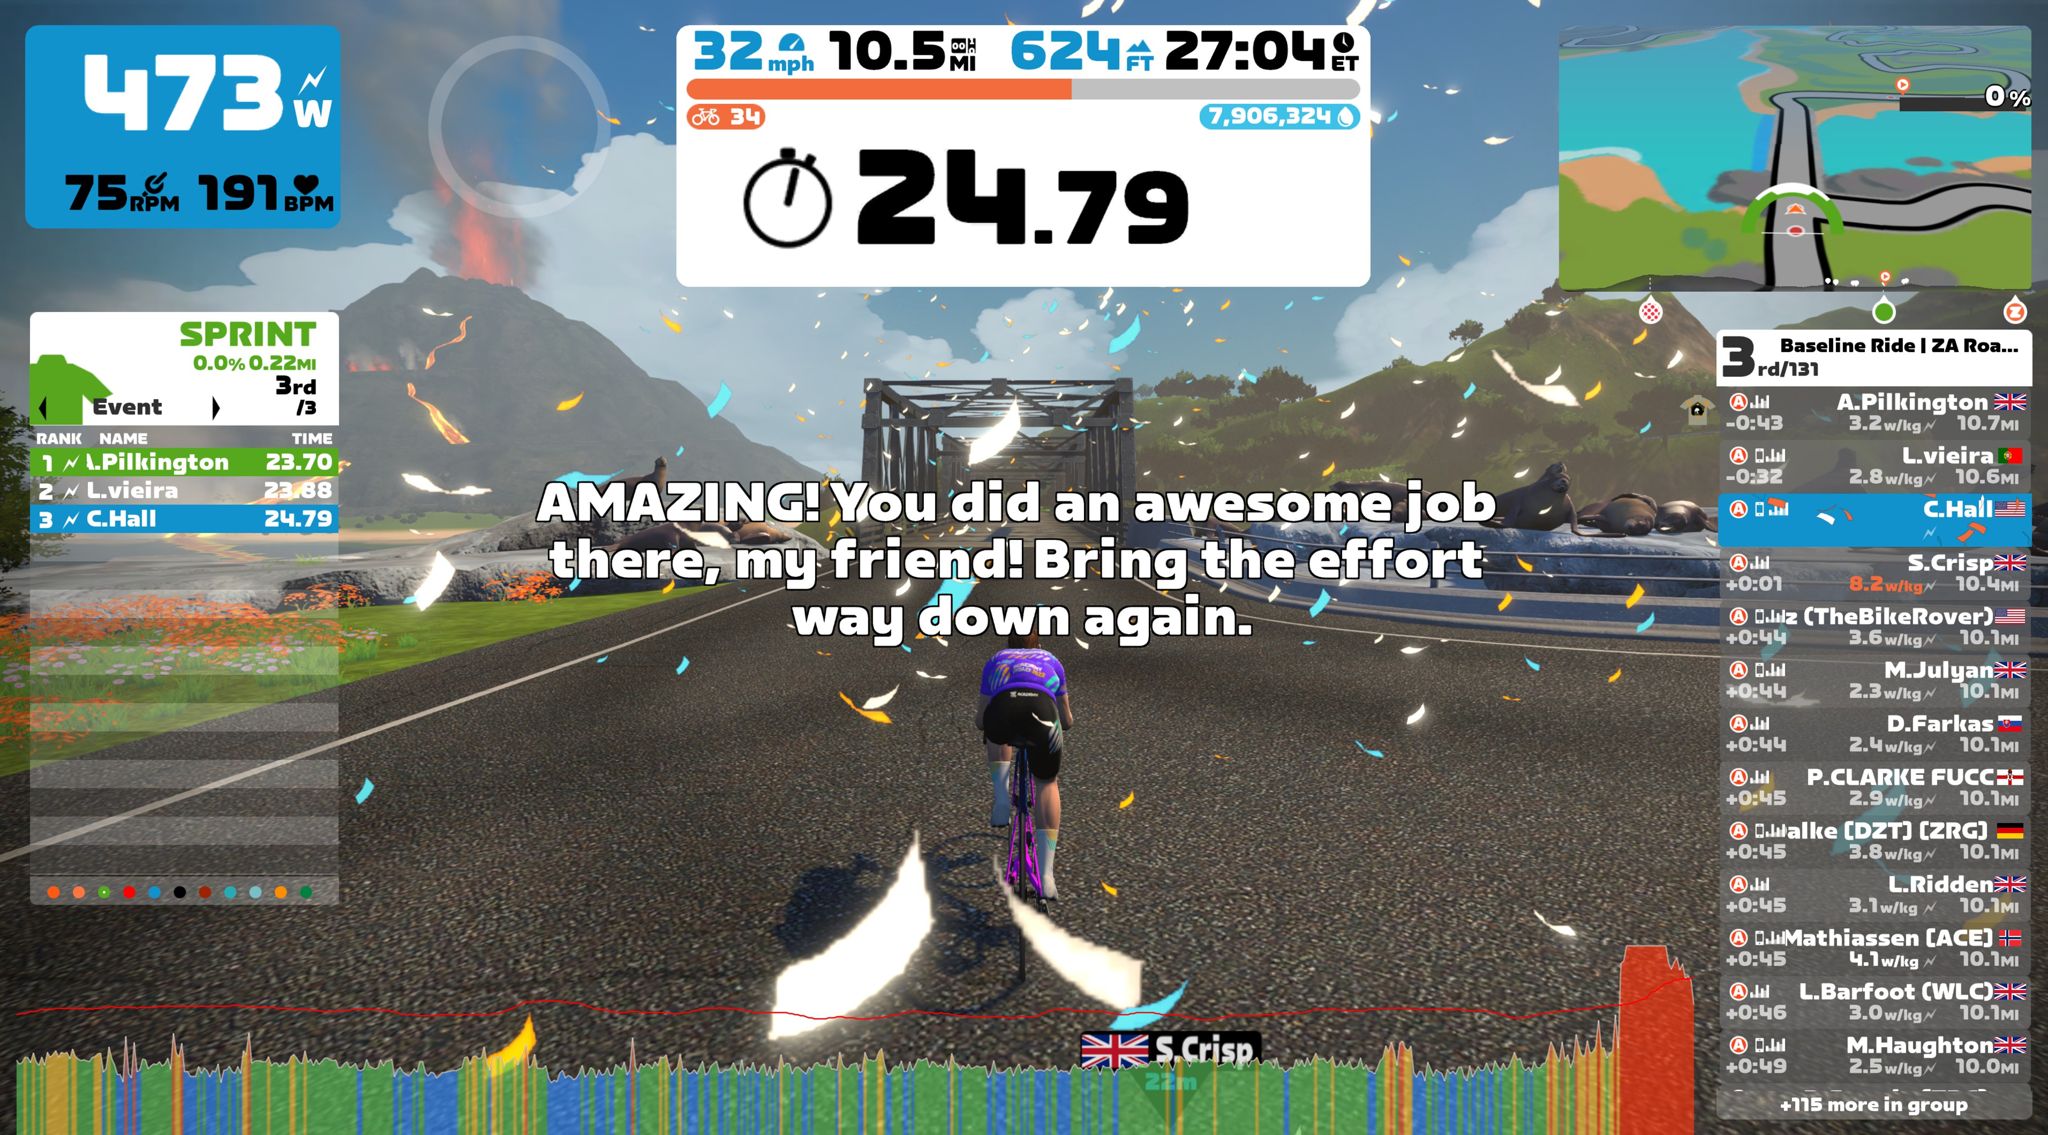 473 W
75 RPM 191 BPM
32 mph 10.5 MI 624 FT 27:04 ET
34 7,906,324
24.79
0%
SPRINT
0.0% 0.22MI
3rd
/3
Event
RANK NAME TIME
1 .Pilkington 23.70
2 L.vieira 23.88
3 C.Hall 24.79
AMAZING! You did an awesome job
there, my friend! Bring the effort
way down again.
S.Crisp
22m
3rd/131 Baseline Ride | ZA Roa...
A A.Pilkington
-0:43 3.2w/kg 10.7MI
A L.vieira
-0:32 2.8w/kg 10.6MI
A C.Hall
A S.Crisp
+0:01 8.2w/kg 10.4MI
A z (TheBikeRover)
+0:44 3.6w/kg 10.1MI
A M.Julyan
+0:44 2.3w/kg 10.1MI
A D.Farkas
+0:44 2.4w/kg 10.1MI
A P.CLARKE FUCC
+0:45 2.9w/kg 10.1MI
A alke (DZT) (ZRG)
+0:45 3.8w/kg 10.1MI
A L.Ridden
+0:45 3.1w/kg 10.1MI
A Mathiassen (ACE)
+0:45 4.1w/kg 10.1MI
A L.Barfoot (WLC)
+0:46 3.0w/kg 10.1MI
A M.Haughton
+0:49 2.5w/kg 10.0MI
+115 more in group